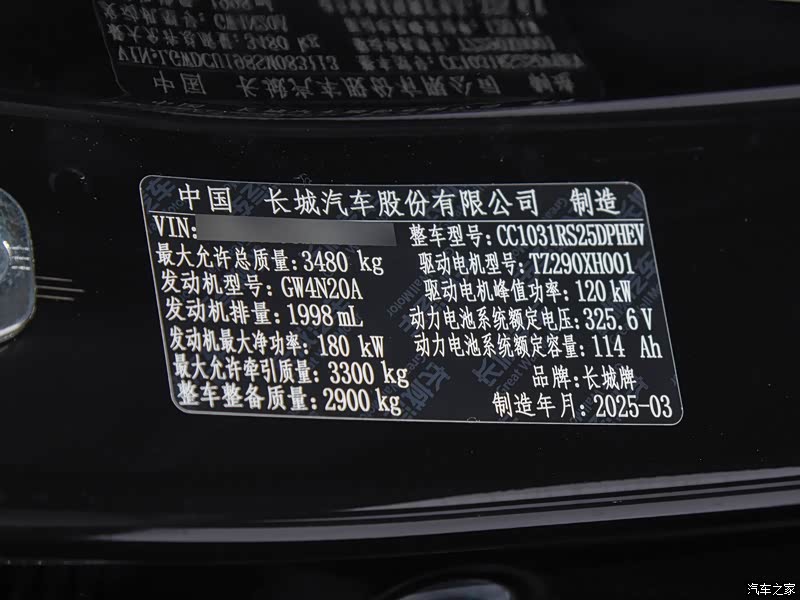 中国 长城汽车股份有限公司 制造
VIN: 整车型号:CC1031RS25DPHEV
最大允许总质量:3480 kg 驱动电机型号:TZ290XH001
发动机型号:GW4N20A 驱动电机峰值功率:120 kW
发动机排量:1998 mL 动力电池系统额定电压:325.6 V
发动机最大净功率:180 kW 动力电池系统额定容量:114 Ah
最大允许牵引质量:3300 kg 品牌:长城牌
整车整备质量:2900 kg 制造年月:2025-03
汽车之家